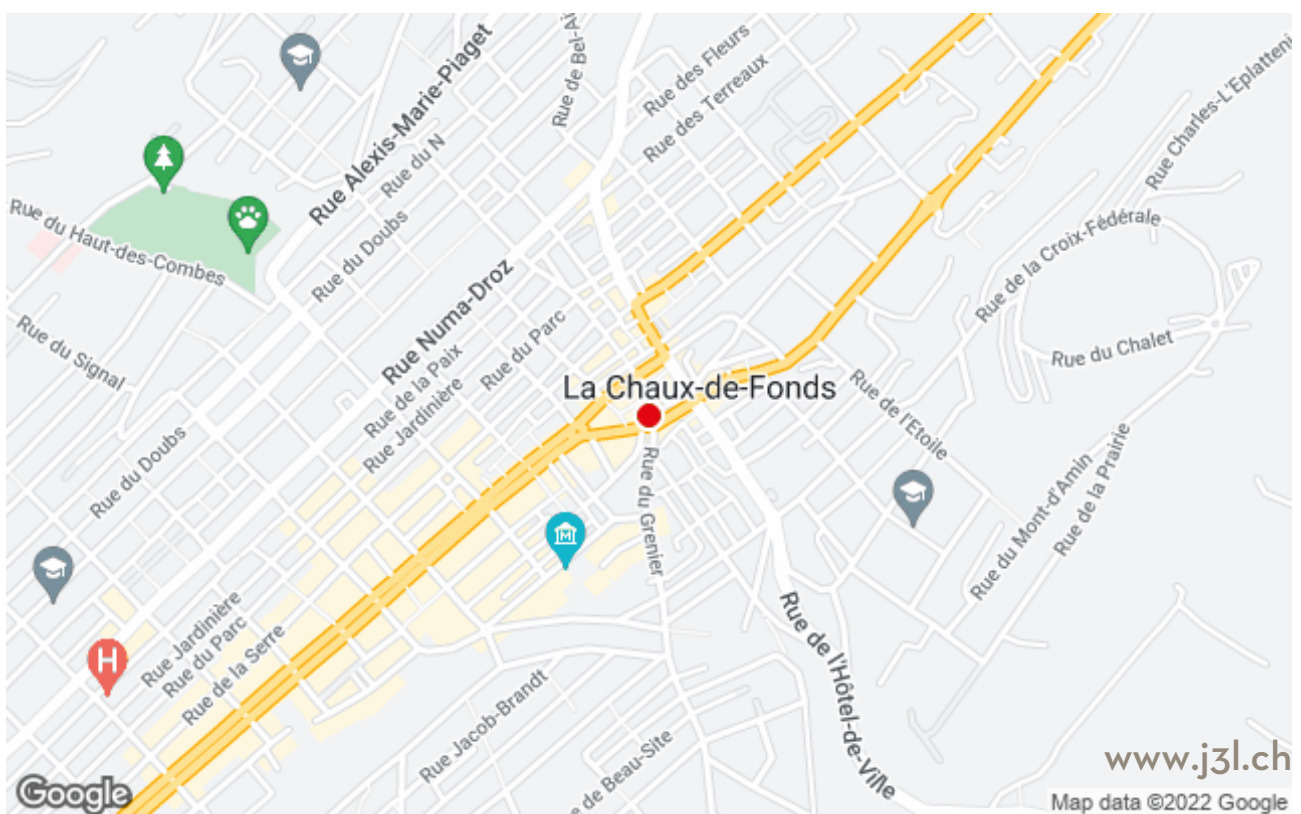 Rue Alexis-Marie-Piaget
Rue de Bel-Ai
Rue des Fleurs
Rue des Terreaux
Rue Charles-L'Eplatteni
Rue du N
Rue du Haut-des-Combes
Rue du Doubs
Rue de la Croix-Fédérale
Rue Numa-Droz
Rue du Parc
Rue du Signal
Rue de la Paix
Rue Jardinière
Rue du Chalet
La Chaux-de-Fonds
Rue de l'Etoile
Rue du Doubs
Rue du Grenier
Rue du Mont-d'Amin
Rue de la Prairie
M
Rue Jardinière
Rue du Parc
Rue de la Serre
H
Rue de l'Hôtel-de-Ville
Rue Jacob-Brandt
e de Beau-Site
www.j3l.ch
Google
Map data ©2022 Google